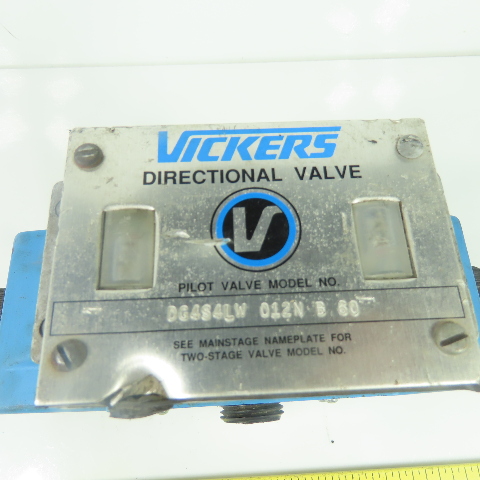 VICKERS
DIRECTIONAL VALVE
V
PILOT VALVE MODEL NO.
DG4S4LW 012N B 60
SEE MAINSTAGE NAMEPLATE FOR
TWO-STAGE VALVE MODEL NO.